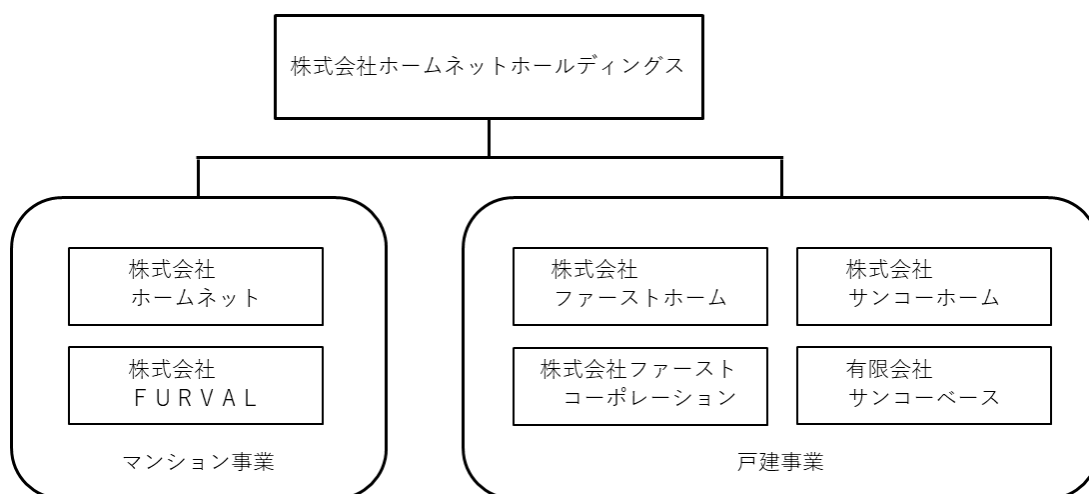 株式会社ホームネットホールディングス
株式会社
ホームネット
株式会社
ＦＵＲＶＡＬ
マンション事業
株式会社
ファーストホーム
株式会社
サンコーホーム
株式会社ファースト
コーポレーション
有限会社
サンコーベース
戸建事業